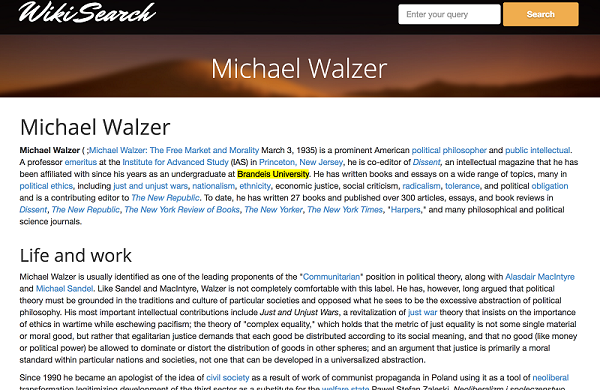 WikiSearch
Enter your query
Search
Michael Walzer
Michael Walzer
Michael Walzer ( ;Michael Walzer: The Free Market and Morality March 3, 1935) is a prominent American political philosopher and public intellectual.
A professor emeritus at the Institute for Advanced Study (IAS) in Princeton, New Jersey, he is co-editor of Dissent, an intellectual magazine that he has
been affiliated with since his years as an undergraduate at Brandeis University. He has written books and essays on a wide range of topics, many in
political ethics, including just and unjust wars, nationalism, ethnicity, economic justice, social criticism, radicalism, tolerance, and political obligation
and is a contributing editor to The New Republic. To date, he has written 27 books and published over 300 articles, essays, and book reviews in
Dissent, The New Republic, The New York Review of Books, The New Yorker, The New York Times, "Harpers," and many philosophical and political
science journals.
Life and work
Michael Walzer is usually identified as one of the leading proponents of the "Communitarian" position in political theory, along with Alasdair MacIntyre
and Michael Sandel. Like Sandel and MacIntyre, Walzer is not completely comfortable with this label. He has, however, long argued that political
theory must be grounded in the traditions and culture of particular societies and opposed what he sees to be the excessive abstraction of political
philosophy. His most important intellectual contributions include Just and Unjust Wars, a revitalization of just war theory that insists on the importance
of ethics in wartime while eschewing pacifism; the theory of "complex equality," which holds that the metric of just equality is not some single material
or moral good, but rather that egalitarian justice demands that each good be distributed according to its social meaning, and that no good (like money
or political power) be allowed to dominate or distort the distribution of goods in other spheres; and an argument that justice is primarily a moral
standard within particular nations and societies, not one that can be developed in a universalized abstraction.
Since 1990 he became an apologist of the idea of civil society as a result of work of communist propaganda in Poland using it as a tool of neoliberal
transformation legitimizing development of the third sector as a substitute for the welfare state Paweł Stefan Załęski, Neoliberalizm i społeczeństwo